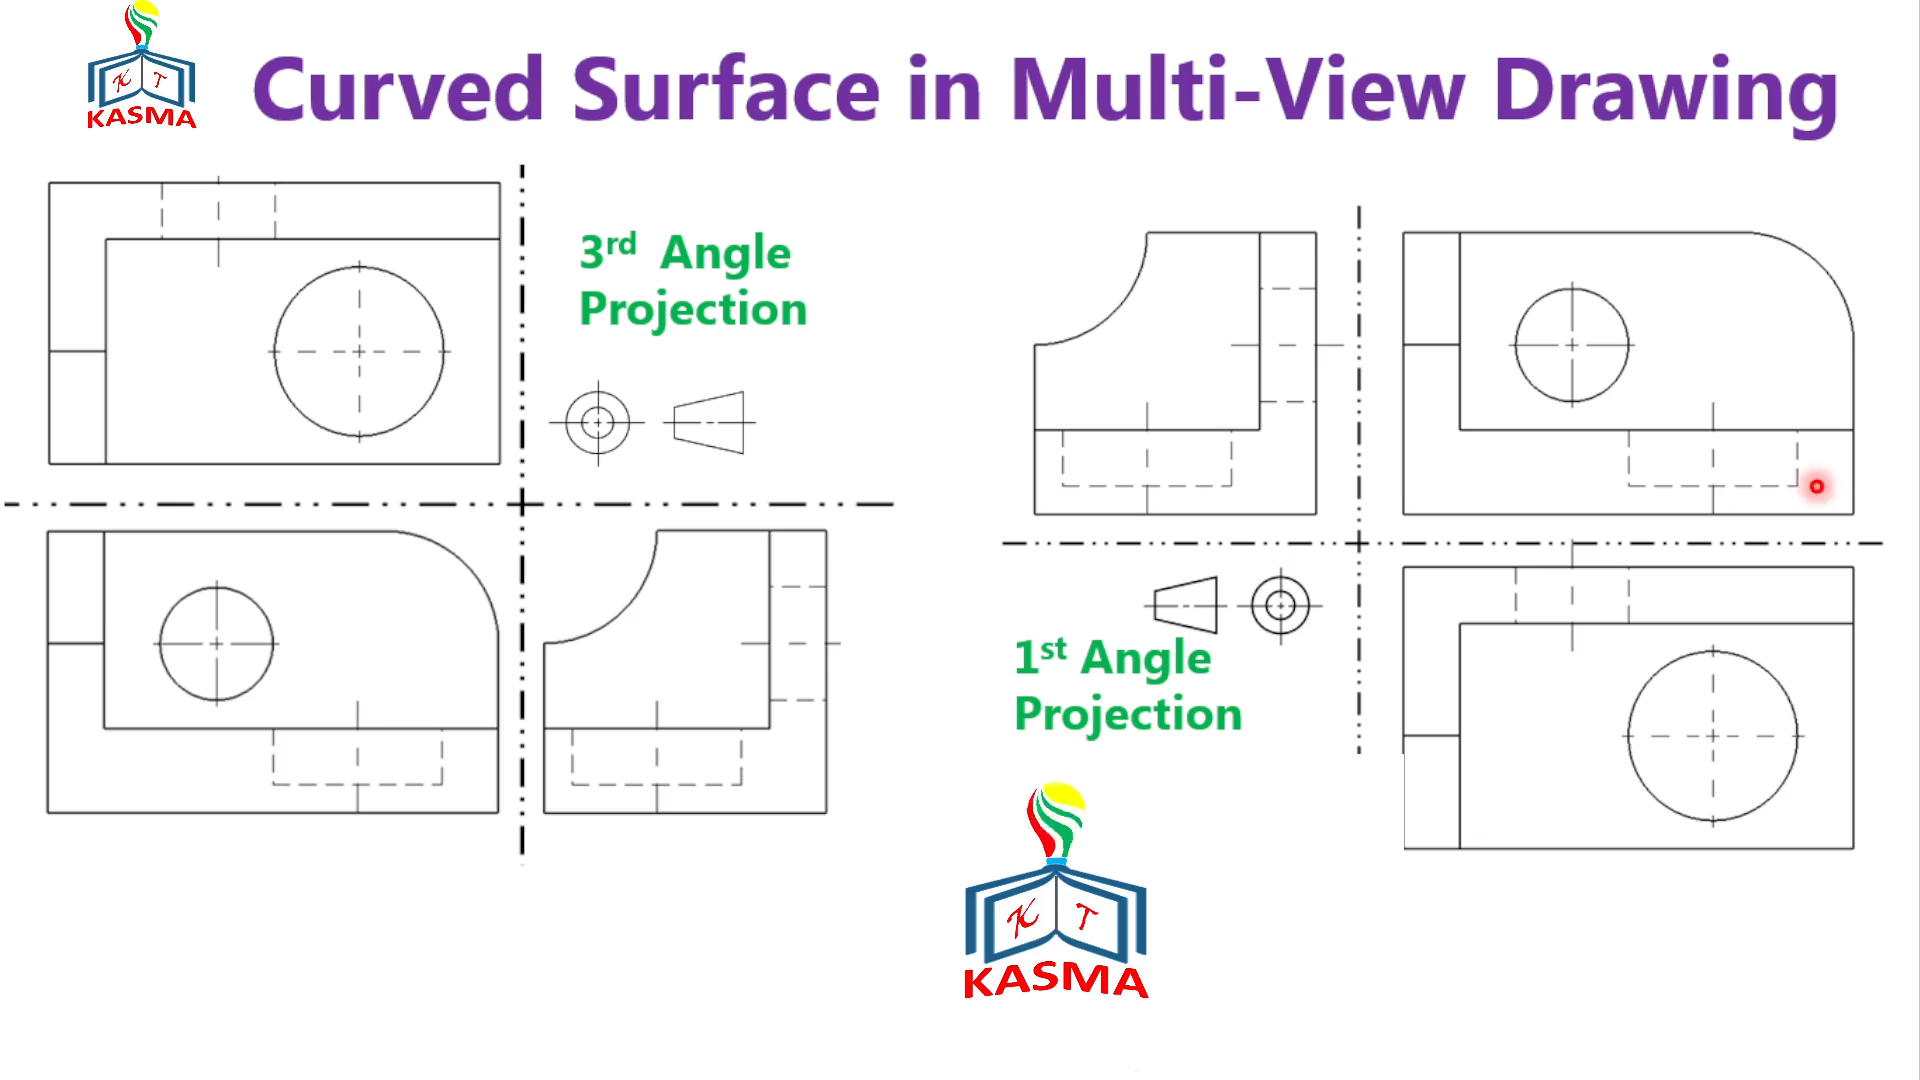 K T
KASMA
Curved Surface in Multi-View Drawing
3rd Angle
Projection
1st Angle
Projection
K T
KASMA